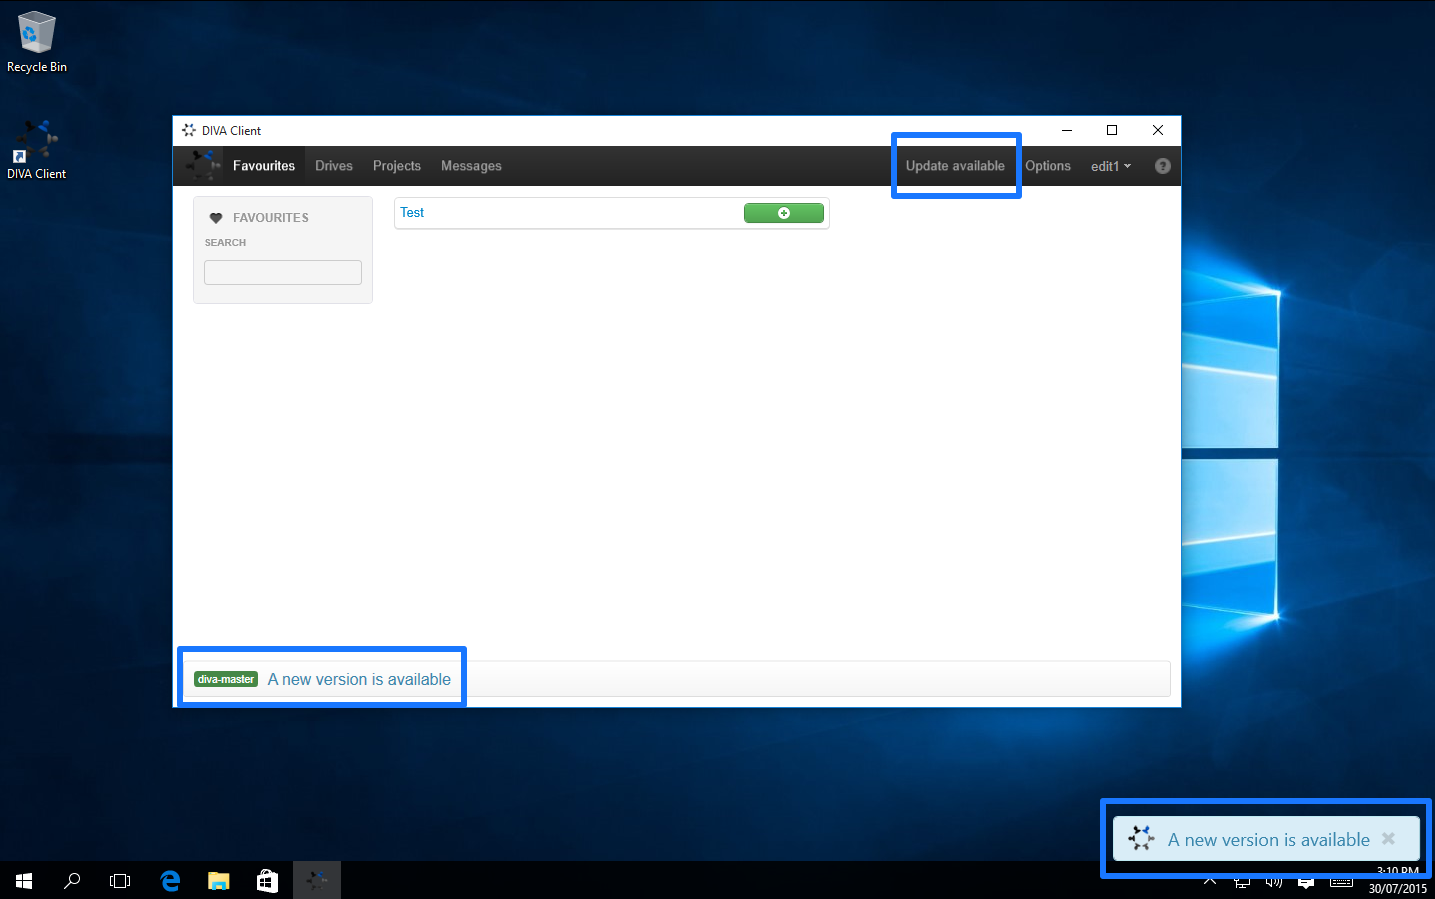 Recycle Bin
DIVA Client
DIVA Client
Favourites Drives Projects Messages Update available Options edit1
FAVOURITES
SEARCH
Test
diva-master A new version is available
A new version is available
3:10 PM
30/07/2015